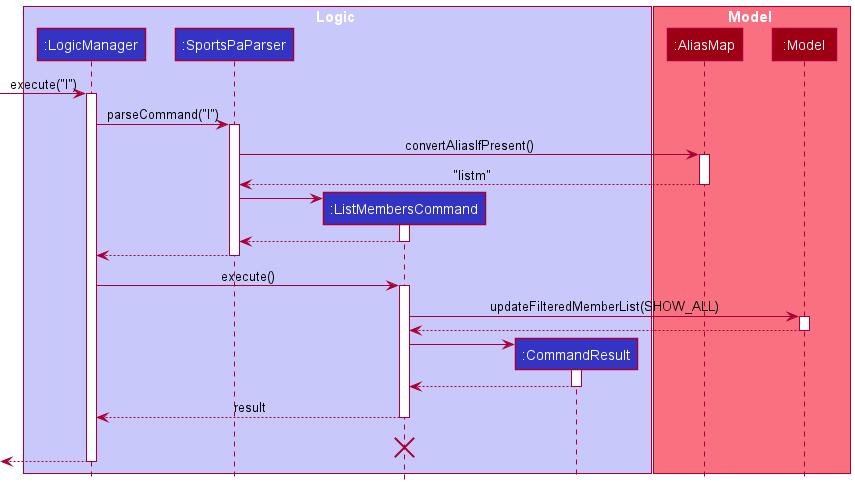 Logic
Model
:LogicManager
:SportsPaParser
:AliasMap
:Model
execute("l")
parseCommand("l")
convertAliasIfPresent()
"listm"
:ListMembersCommand
execute()
updateFilteredMemberList(SHOW_ALL)
:CommandResult
result